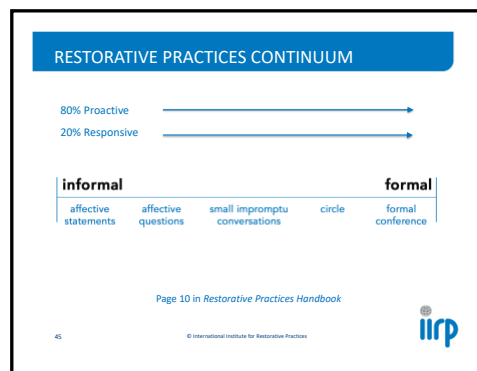 RESTORATIVE PRACTICES CONTINUUM
80% Proactive
20% Responsive
informal formal
affective statements
affective questions
small impromptu conversations
circle
formal conference
Page 10 in Restorative Practices Handbook
45
© International Institute for Restorative Practices
iirp